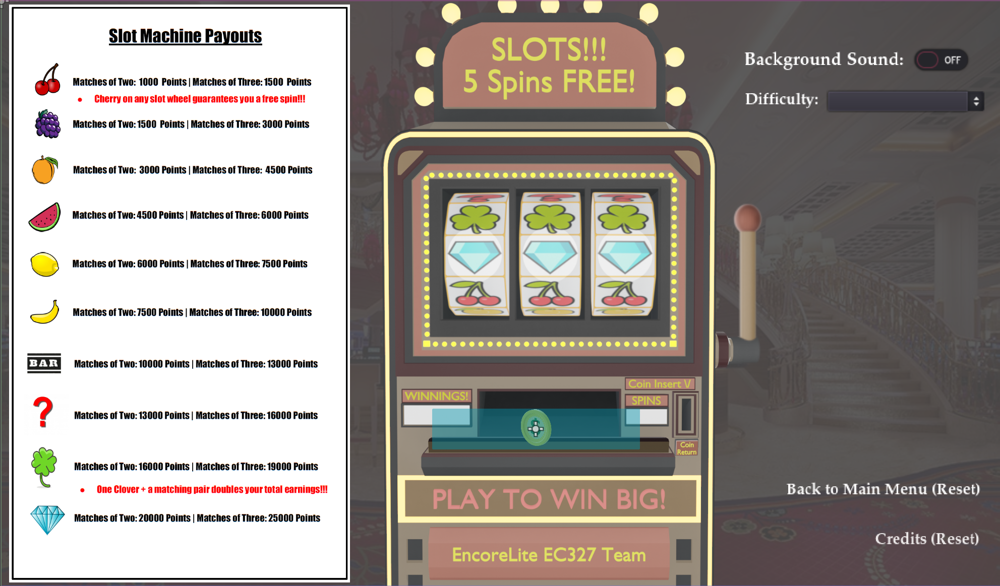 Slot Machine Payouts
Matches of Two: 1000 Points | Matches of Three: 1500 Points
• Cherry on any slot wheel guarantees you a free spin!!!
Matches of Two: 1500 Points | Matches of Three: 3000 Points
Matches of Two: 3000 Points | Matches of Three: 4500 Points
Matches of Two: 4500 Points | Matches of Three: 6000 Points
Matches of Two: 6000 Points | Matches of Three: 7500 Points
Matches of Two: 7500 Points | Matches of Three: 10000 Points
BAR
Matches of Two: 10000 Points | Matches of Three: 13000 Points
?
Matches of Two: 13000 Points | Matches of Three: 16000 Points
Matches of Two: 16000 Points | Matches of Three: 19000 Points
• One Clover + a matching pair doubles your total earnings!!!
Matches of Two: 20000 Points | Matches of Three: 25000 Points
SLOTS!!!
5 Spins FREE!
Coin Insert V
WINNINGS!
SPINS
$
Coin
Return
PLAY TO WIN BIG!
EncoreLite EC327 Team
Background Sound: OFF
Difficulty:
Back to Main Menu (Reset)
Credits (Reset)